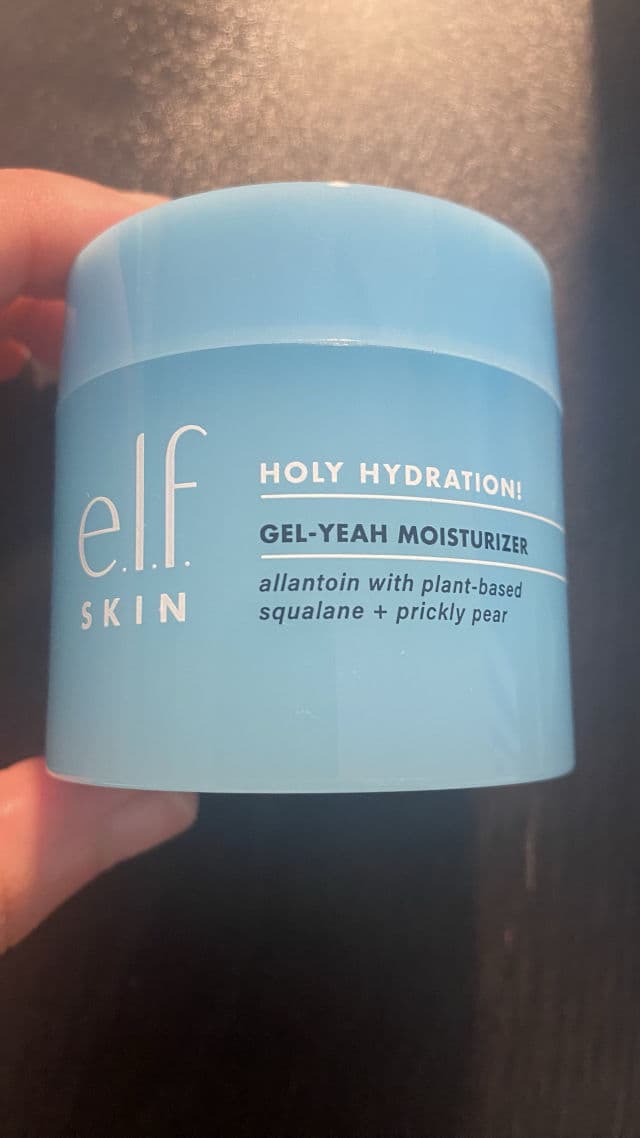 e.l.f.
SKIN
HOLY HYDRATION!
GEL-YEAH MOISTURIZER
allantoin with plant-based
squalane + prickly pear